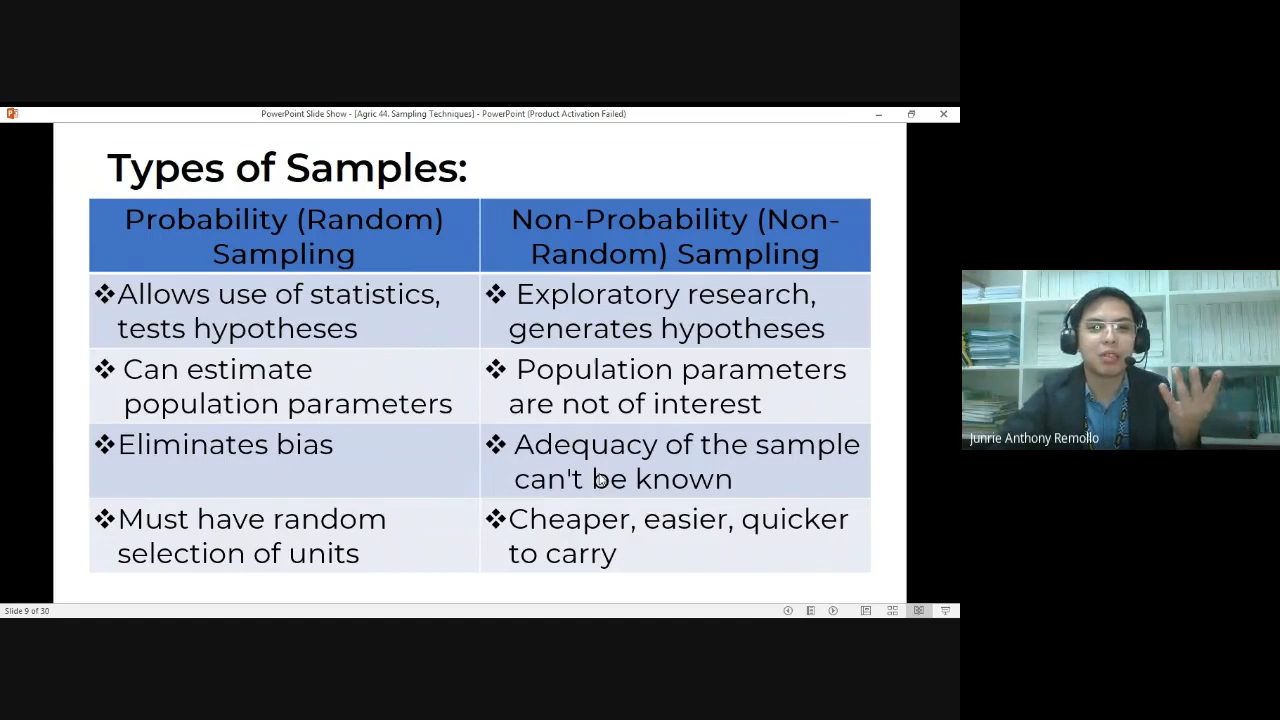 PowerPoint Slide Show - [Agric 44. Sampling Techniques] - PowerPoint (Product Activation Failed)
Types of Samples:
Probability (Random)
Sampling
Non-Probability (Non-
Random) Sampling
❖Allows use of statistics,
tests hypotheses
❖ Exploratory research,
generates hypotheses
❖ Can estimate
population parameters
❖ Population parameters
are not of interest
❖Eliminates bias
❖ Adequacy of the sample
can't be known
❖Must have random
selection of units
❖Cheaper, easier, quicker
to carry
Junrie Anthony Remollo
Slide 9 of 30